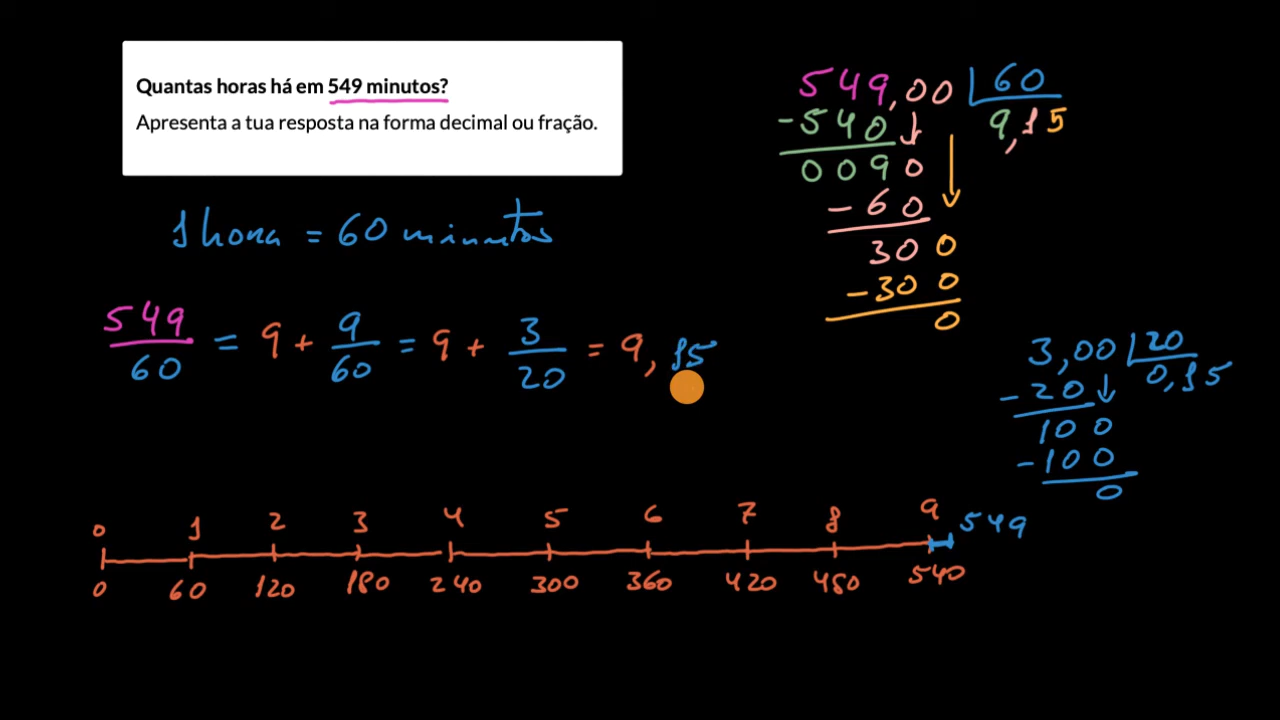 Quantas horas há em 549 minutos?
Apresenta a tua resposta na forma decimal ou fração.
1 hora = 60 minutos
549/60 = 9 + 9/60 = 9 + 3/20 = 9,15
549,00 | 60
-540 9,15
0090
-60
300
-300
0
3,00 | 20
-20 0,15
100
-100
0
0 1 2 3 4 5 6 7 8 9 549
0 60 120 180 240 300 360 420 480 540